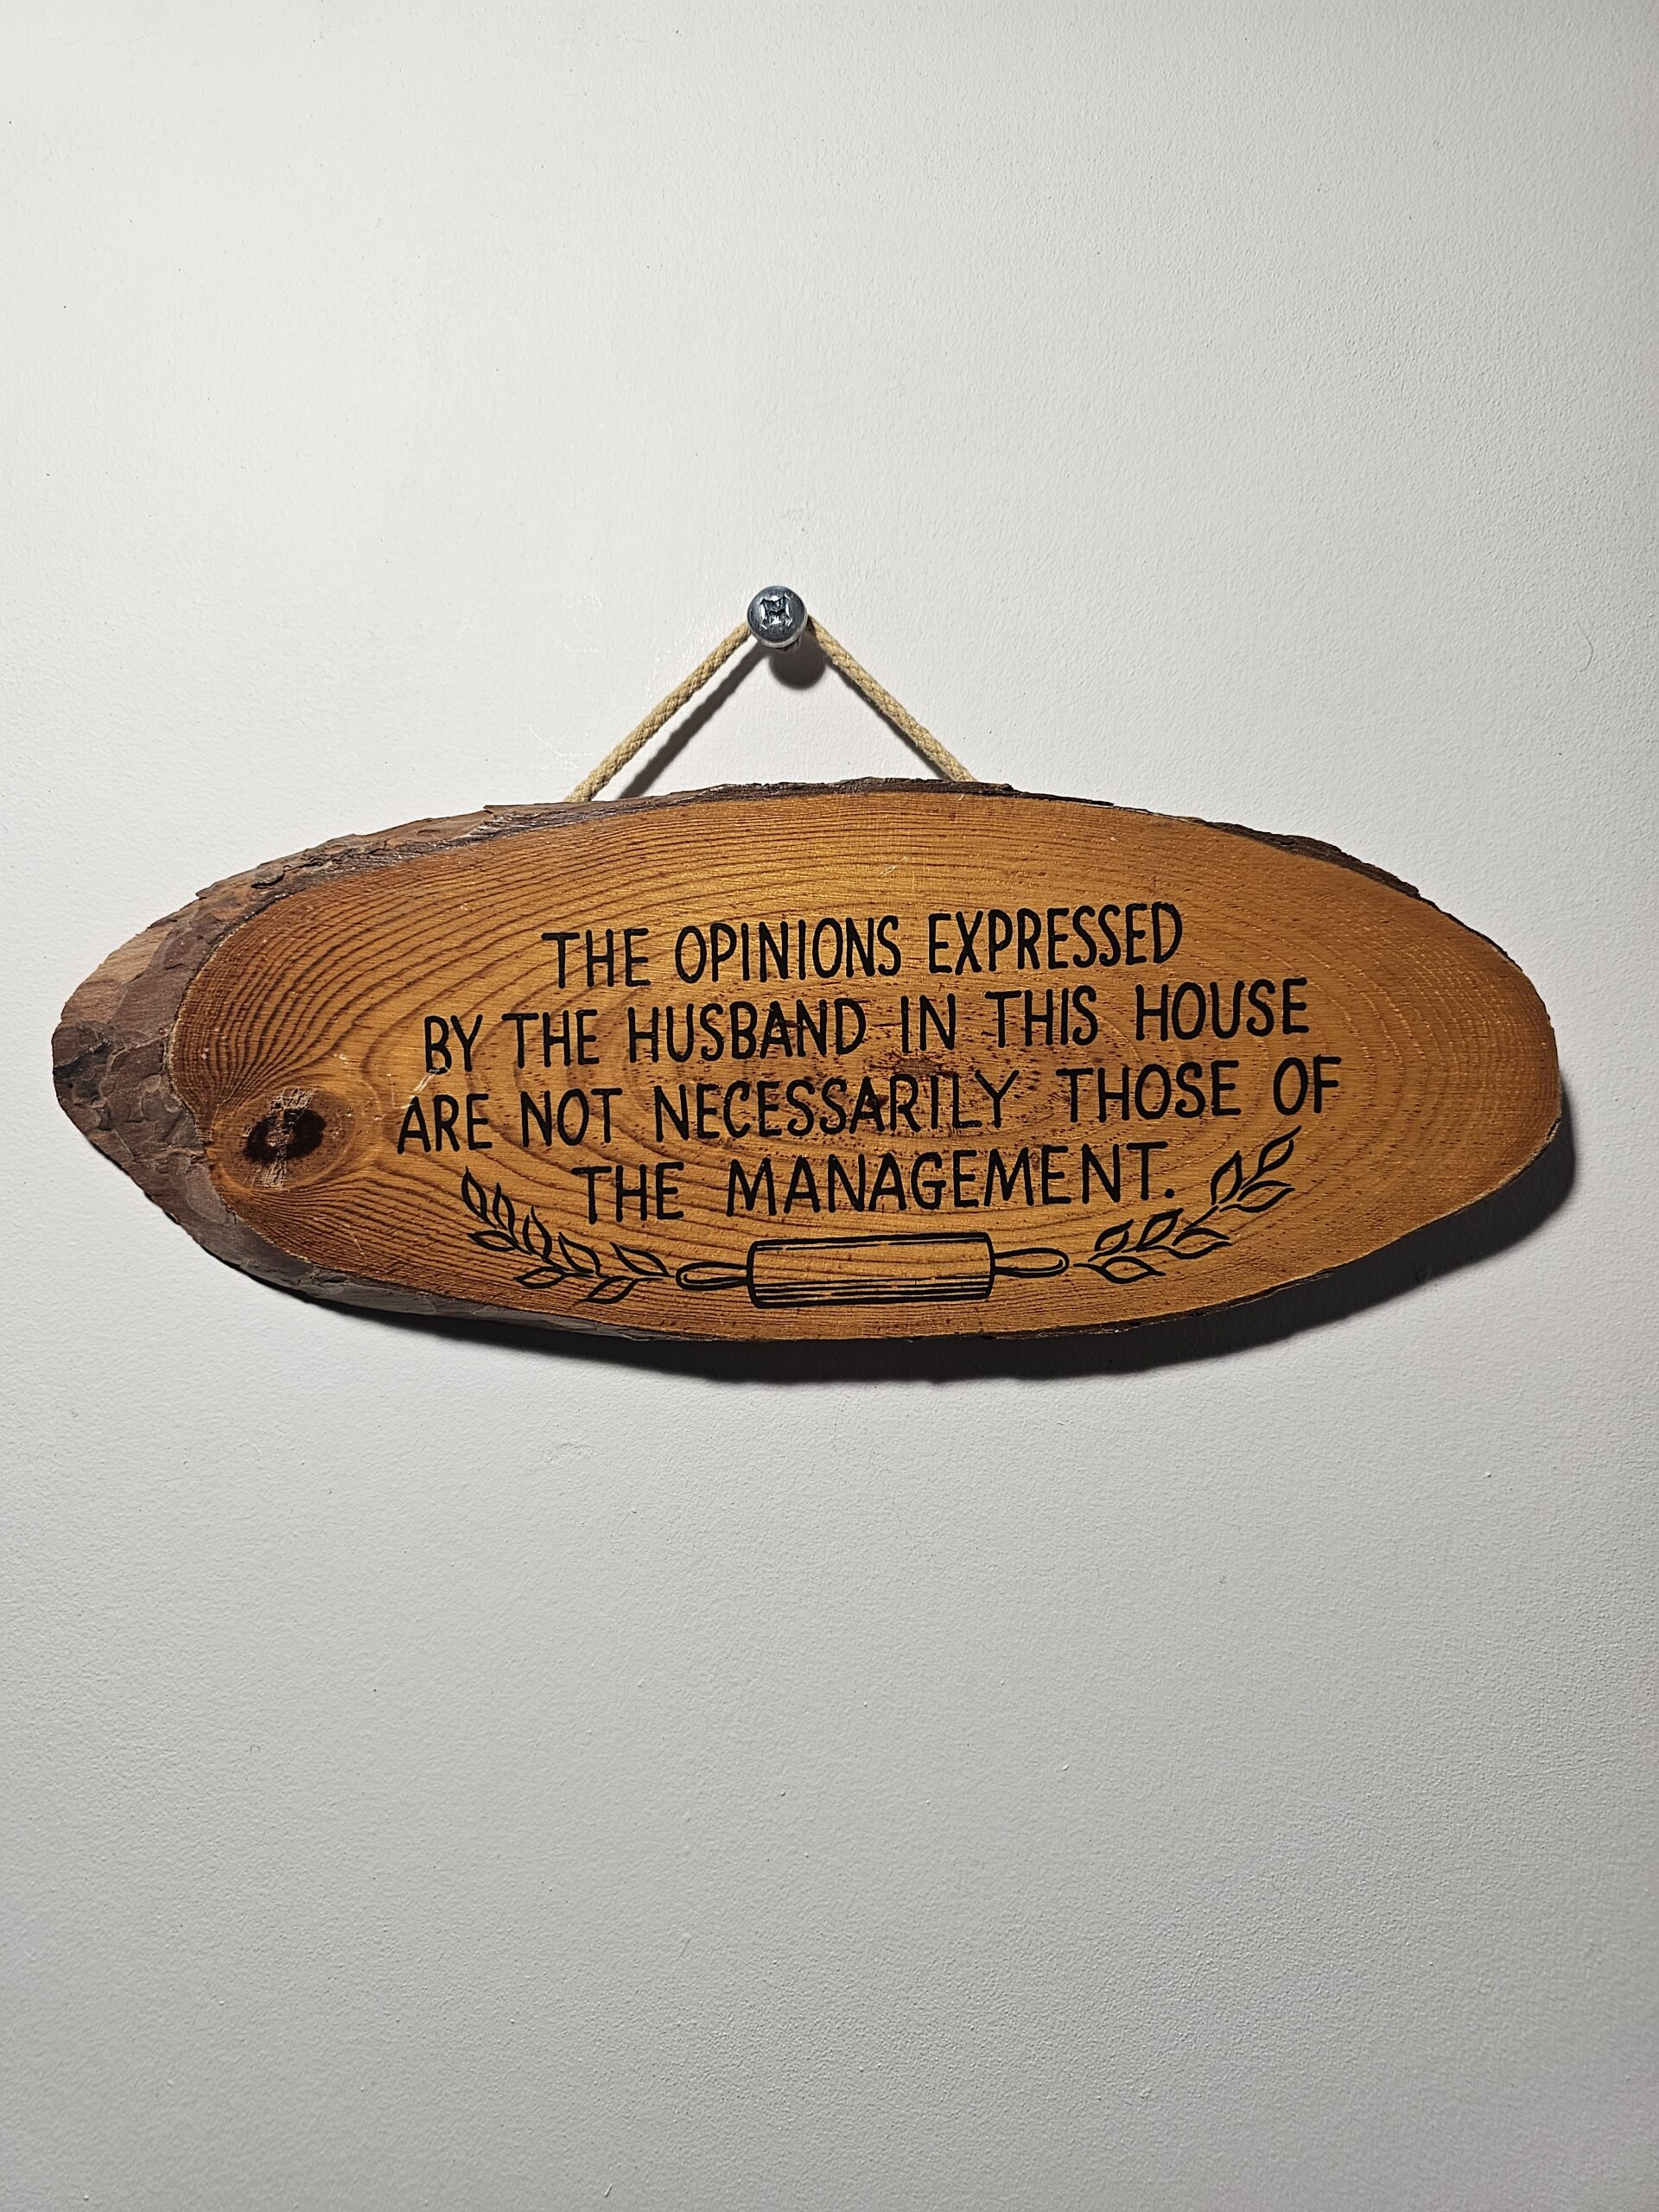 THE OPINIONS EXPRESSED
BY THE HUSBAND IN THIS HOUSE
ARE NOT NECESSARILY THOSE OF
THE MANAGEMENT.